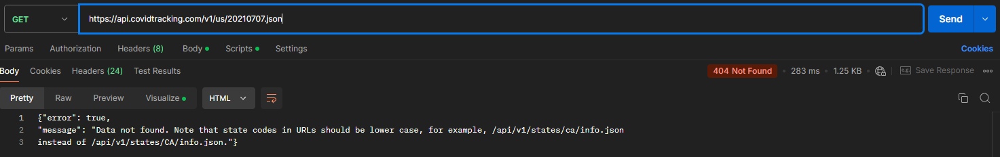 GET https://api.covidtracking.com/v1/us/20210707.json Send
Params Authorization Headers (8) Body Scripts Settings Cookies
Body Cookies Headers (24) Test Results 404 Not Found 283 ms 1.25 KB e.g. Save Response
Pretty Raw Preview Visualize HTML
1 {"error": true,
2 "message": "Data not found. Note that state codes in URLs should be lower case, for example, /api/v1/states/ca/info.json
3 instead of /api/v1/states/CA/info.json."}